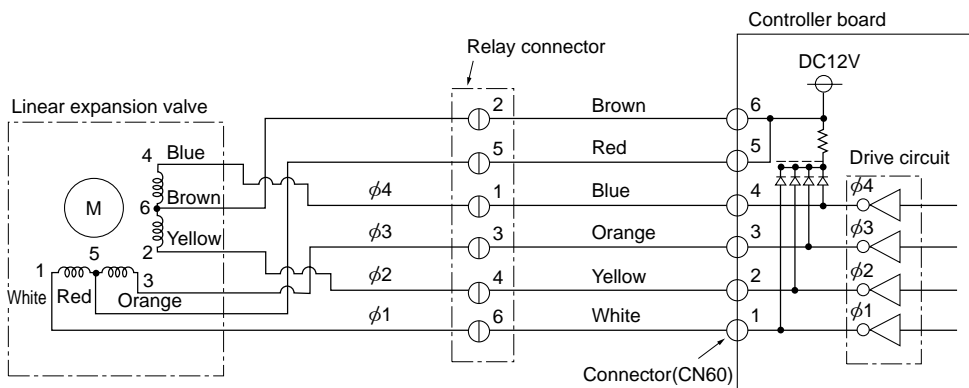 Controller board
Relay connector
DC12V
Linear expansion valve
2 Brown 6
4 Blue
5 Red 5
Drive circuit
M
6 Brown
ϕ4 1 Blue 4 ϕ4
Yellow
2
ϕ3 3 Orange 3 ϕ3
5
1 3
ϕ2 4 Yellow 2 ϕ2
White Red Orange
ϕ1 6 White 1 ϕ1
Connector(CN60)